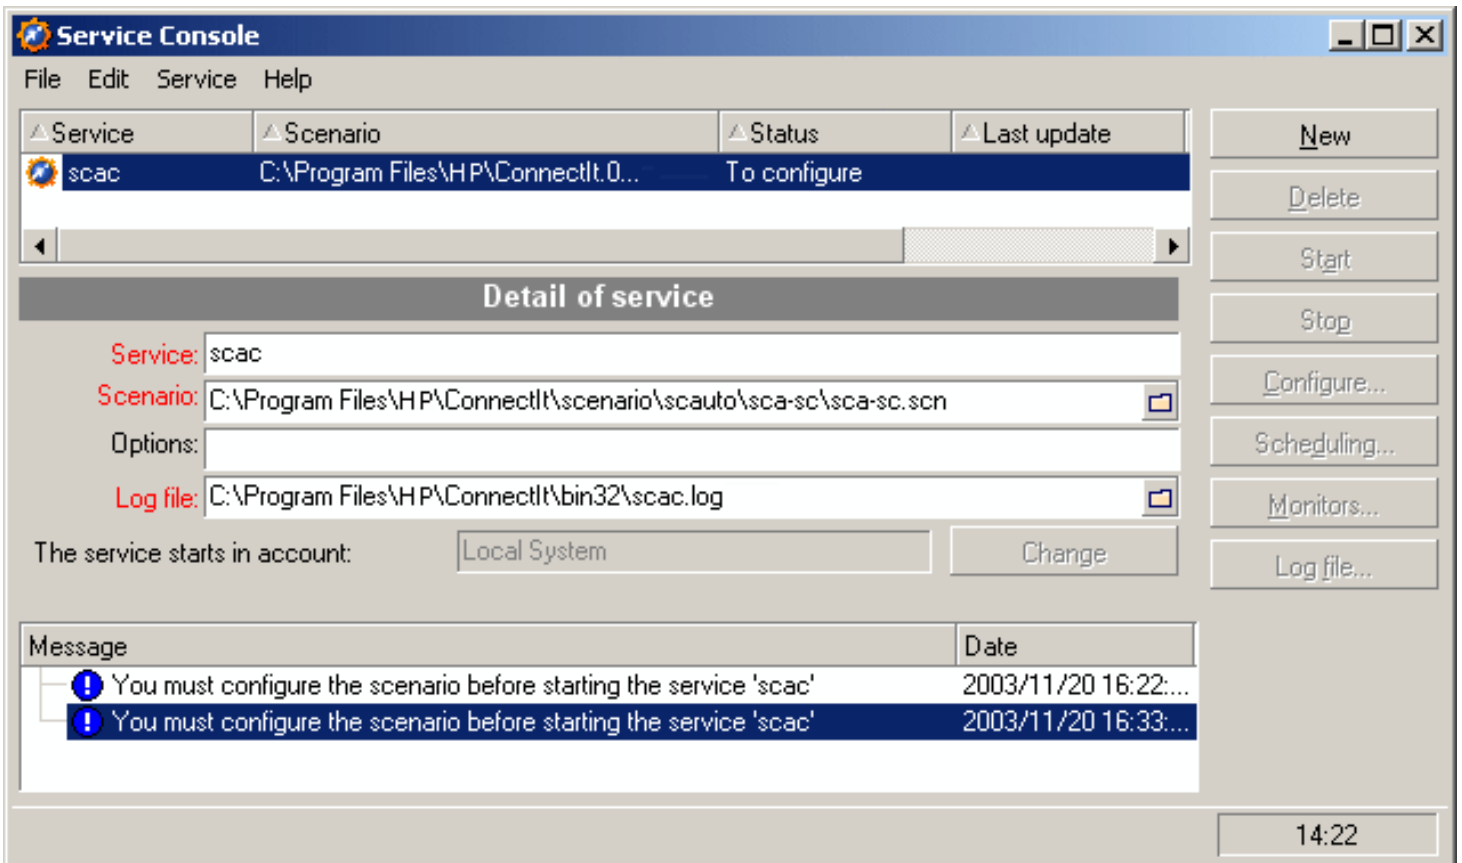 Service Console
File Edit Service Help
Service Scenario Status Last update
scac C:\Program Files\HP\ConnectIt.0... To configure
New
Delete
Start
Stop
Configure...
Scheduling...
Monitors...
Log file...
Detail of service
Service: scac
Scenario: C:\Program Files\HP\ConnectIt\scenario\scauto\sca-sc\sca-sc.scn
Options:
Log file: C:\Program Files\HP\ConnectIt\bin32\scac.log
The service starts in account: Local System Change
Message Date
You must configure the scenario before starting the service 'scac' 2003/11/20 16:22:...
You must configure the scenario before starting the service 'scac' 2003/11/20 16:33:...
14:22